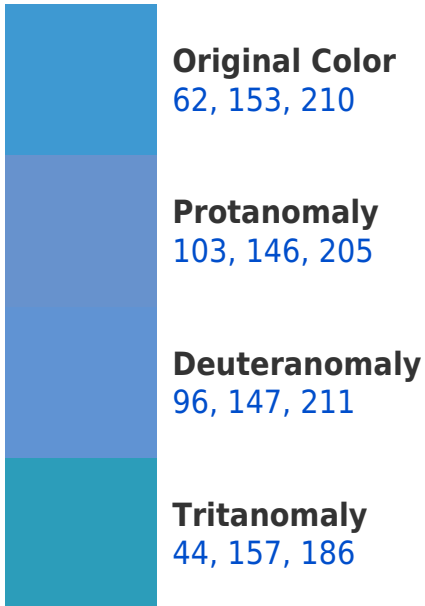 Original Color
62, 153, 210
Protanomaly
103, 146, 205
Deuteranomaly
96, 147, 211
Tritanomaly
44, 157, 186